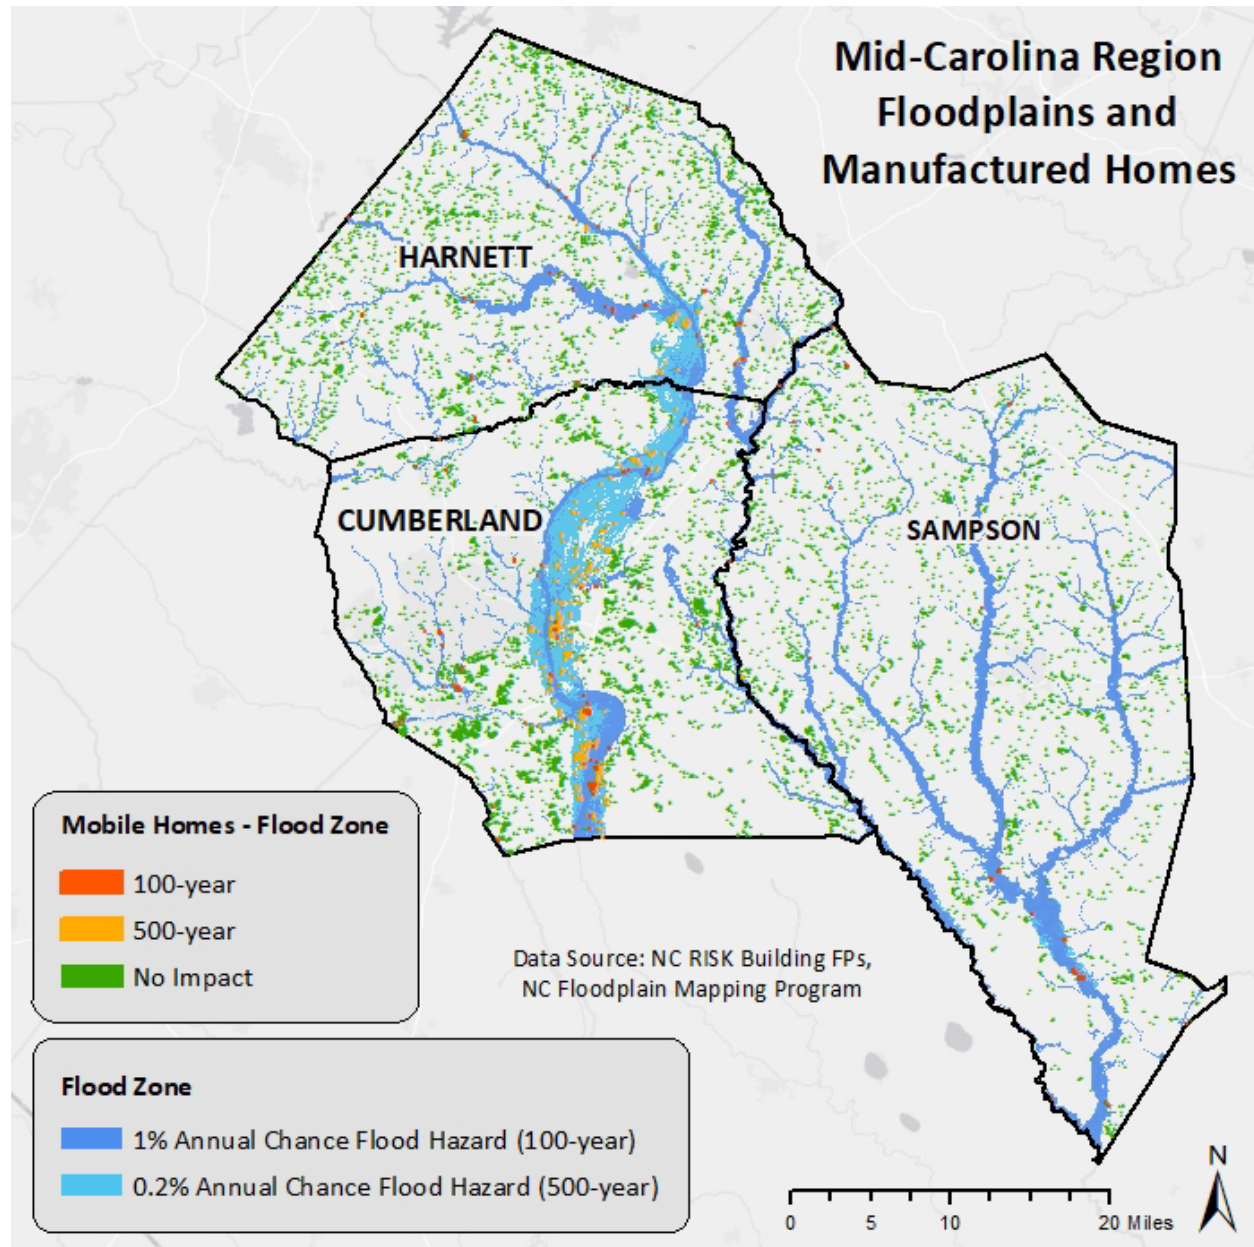 Mid-Carolina Region
Floodplains and
Manufactured Homes
HARNETT
CUMBERLAND
SAMPSON
Mobile Homes - Flood Zone
100-year
500-year
No Impact
Data Source: NC RISK Building FPs,
NC Floodplain Mapping Program
Flood Zone
1% Annual Chance Flood Hazard (100-year)
0.2% Annual Chance Flood Hazard (500-year)
N
0 5 10 20 Miles